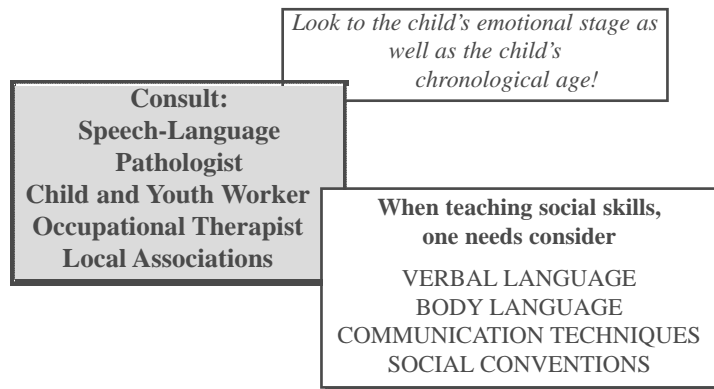 Look to the child's emotional stage as
well as the child's
chronological age!
Consult:
Speech-Language
Pathologist
Child and Youth Worker
Occupational Therapist
Local Associations
When teaching social skills,
one needs consider
VERBAL LANGUAGE
BODY LANGUAGE
COMMUNICATION TECHNIQUES
SOCIAL CONVENTIONS